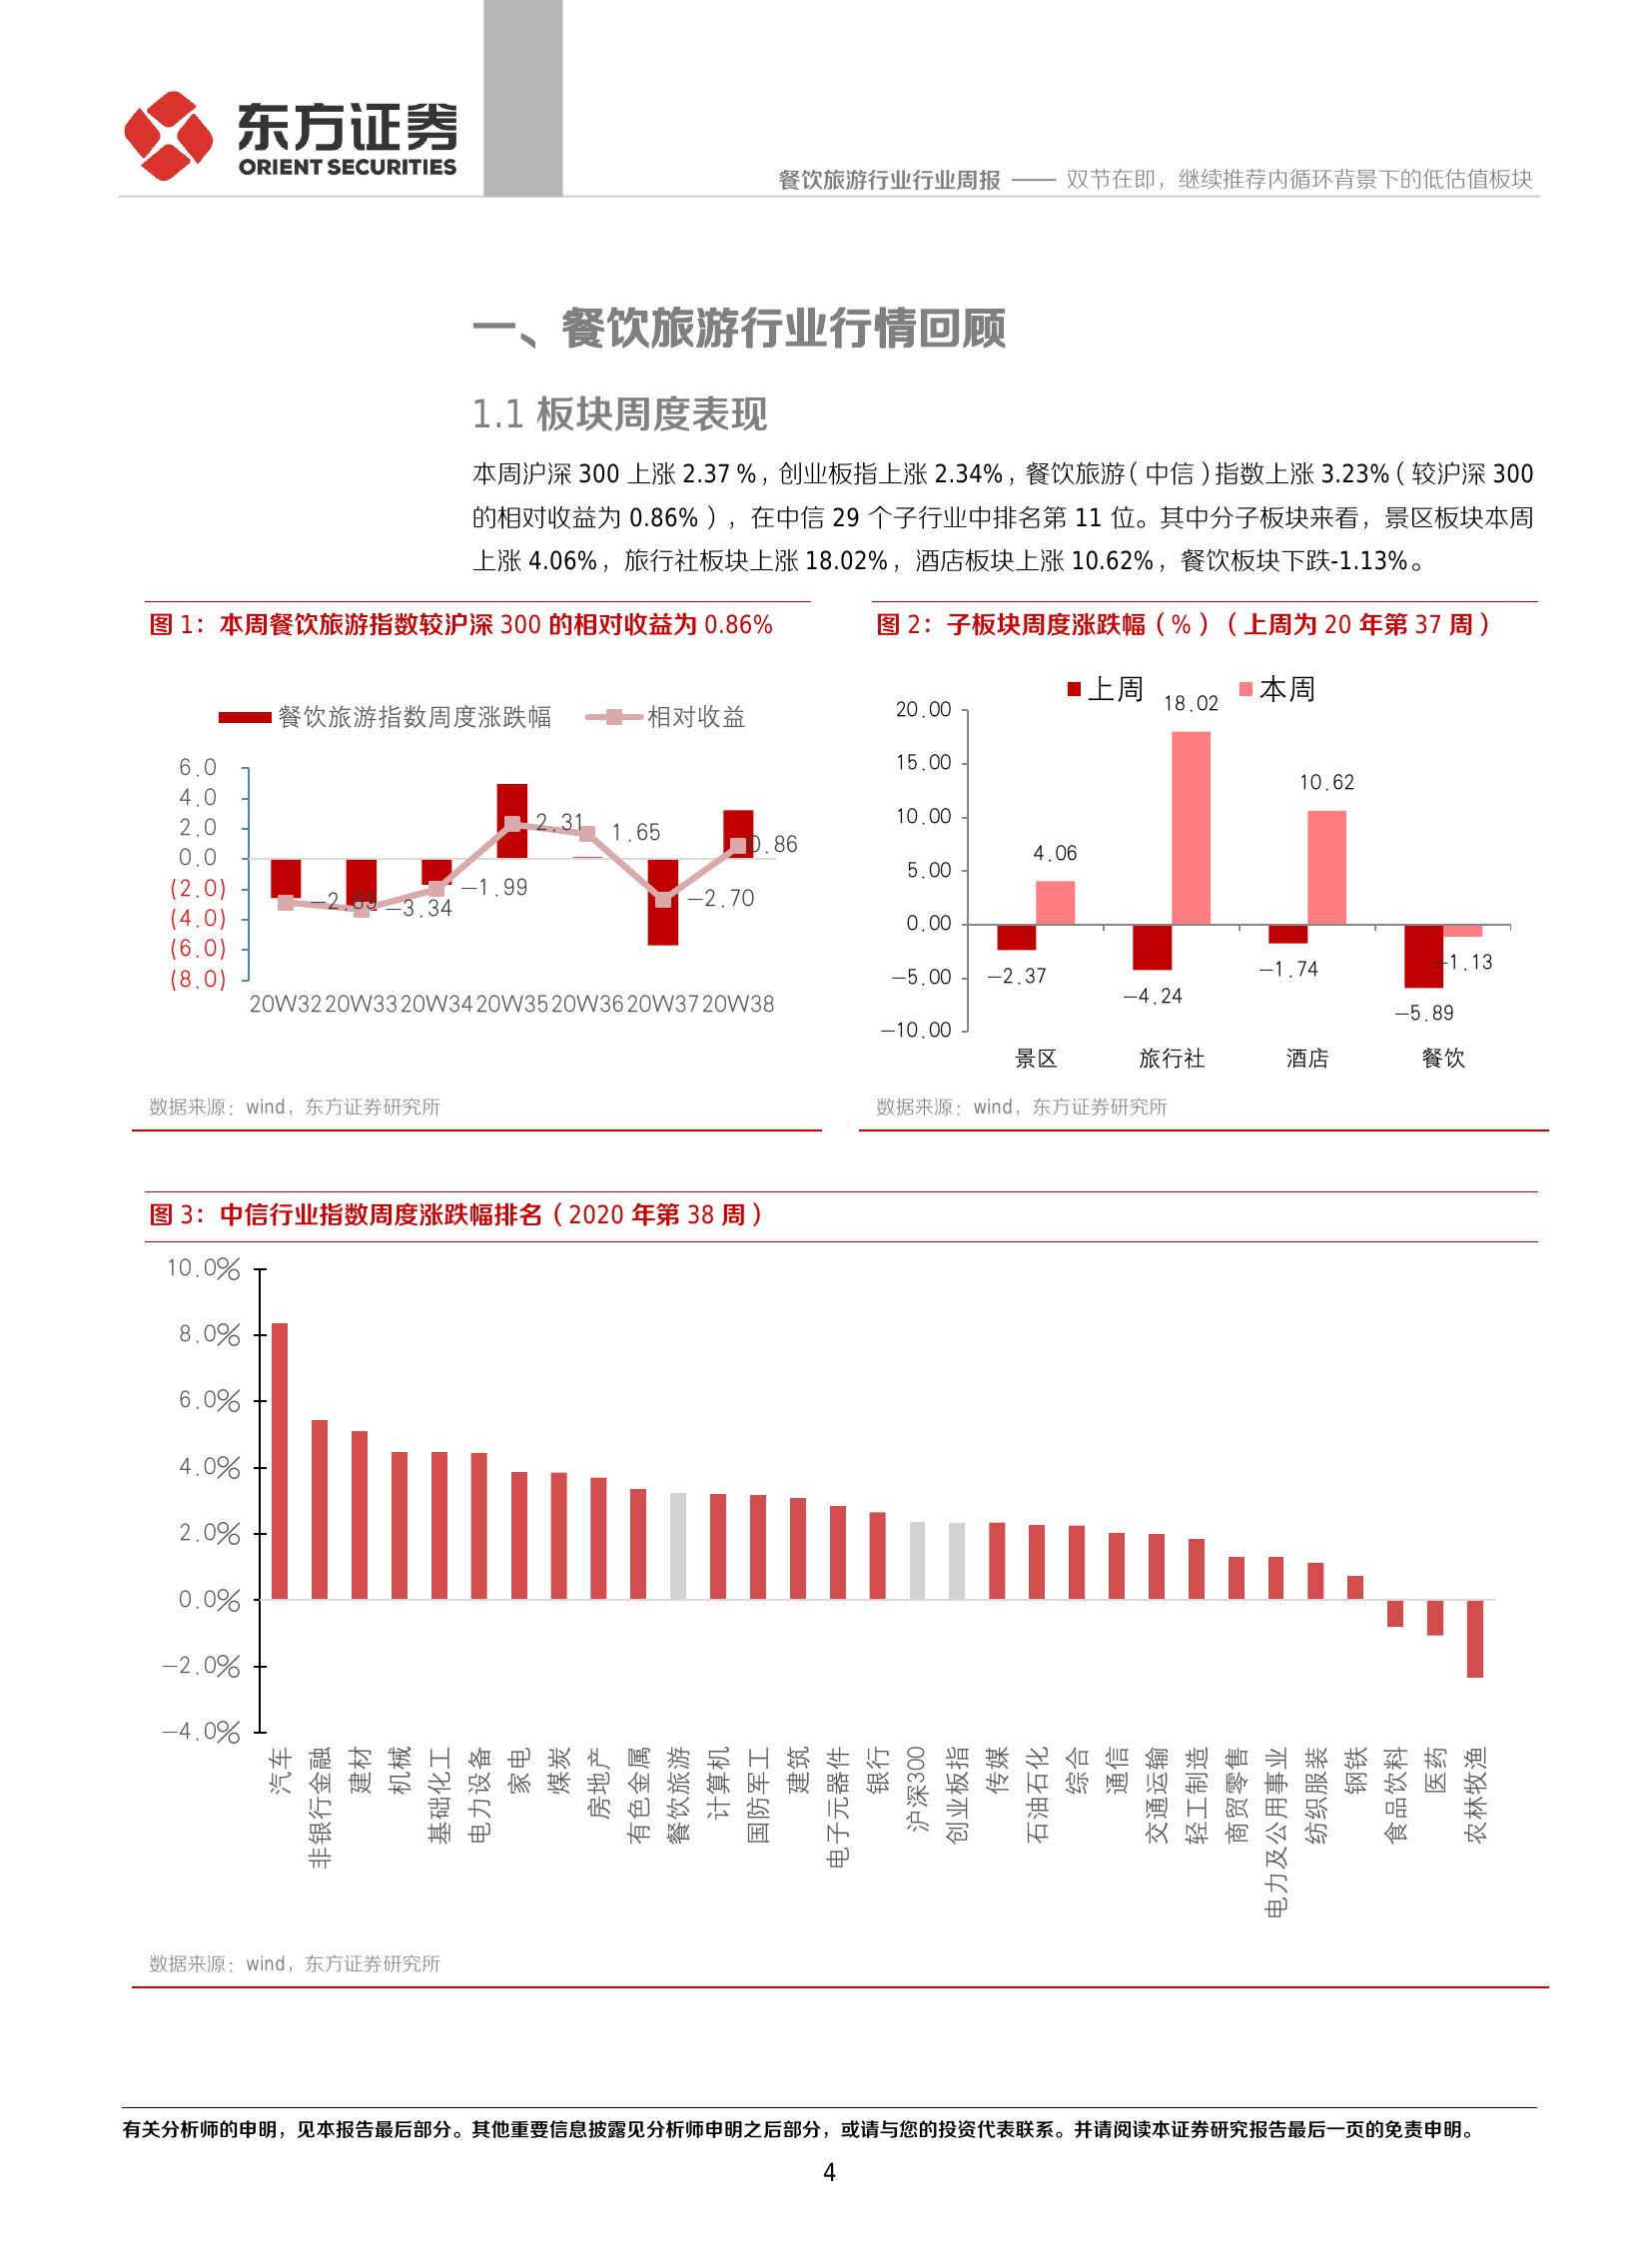 东方证券
ORIENT SECURITIES
餐饮旅游行业行业周报 —— 双节在即，继续推荐内循环背景下的低估值板块
一、餐饮旅游行业行情回顾
1.1 板块周度表现
本周沪深 300 上涨 2.37 %，创业板指上涨 2.34%，餐饮旅游（中信）指数上涨 3.23%（较沪深 300
的相对收益为 0.86%），在中信 29 个子行业中排名第 11 位。其中分子板块来看，景区板块本周
上涨 4.06%，旅行社板块上涨 18.02%，酒店板块上涨 10.62%，餐饮板块下跌-1.13%。
图 1：本周餐饮旅游指数较沪深 300 的相对收益为 0.86%
餐饮旅游指数周度涨跌幅 相对收益
6.0
4.0
2.0
0.0
(2.0)
(4.0)
(6.0)
(8.0)
-3.34
-1.99
2.31
1.65
-2.70
0.86
20W32 20W33 20W34 20W35 20W36 20W37 20W38
数据来源：wind，东方证券研究所
图 2：子板块周度涨跌幅（%）（上周为 20 年第 37 周）
上周 本周
20.00
15.00
10.00
5.00
0.00
-5.00
-10.00
4.06
18.02
10.62
-1.13
-2.37
-4.24
-1.74
-5.89
景区 旅行社 酒店 餐饮
数据来源：wind，东方证券研究所
图 3：中信行业指数周度涨跌幅排名（2020 年第 38 周）
10.0%
8.0%
6.0%
4.0%
2.0%
0.0%
-2.0%
-4.0%
汽车
非银行金融
建材
机械
基础化工
电力设备
家电
煤炭
房地产
有色金属
餐饮旅游
计算机
国防军工
建筑
电子元器件
银行
沪深300
创业板指
传媒
石油石化
综合
通信
交通运输
轻工制造
商贸零售
电力及公用事业
纺织服装
钢铁
食品饮料
医药
农林牧渔
数据来源：wind，东方证券研究所
有关分析师的申明，见本报告最后部分。其他重要信息披露见分析师申明之后部分，或请与您的投资代表联系。并请阅读本证券研究报告最后一页的免责申明。
4